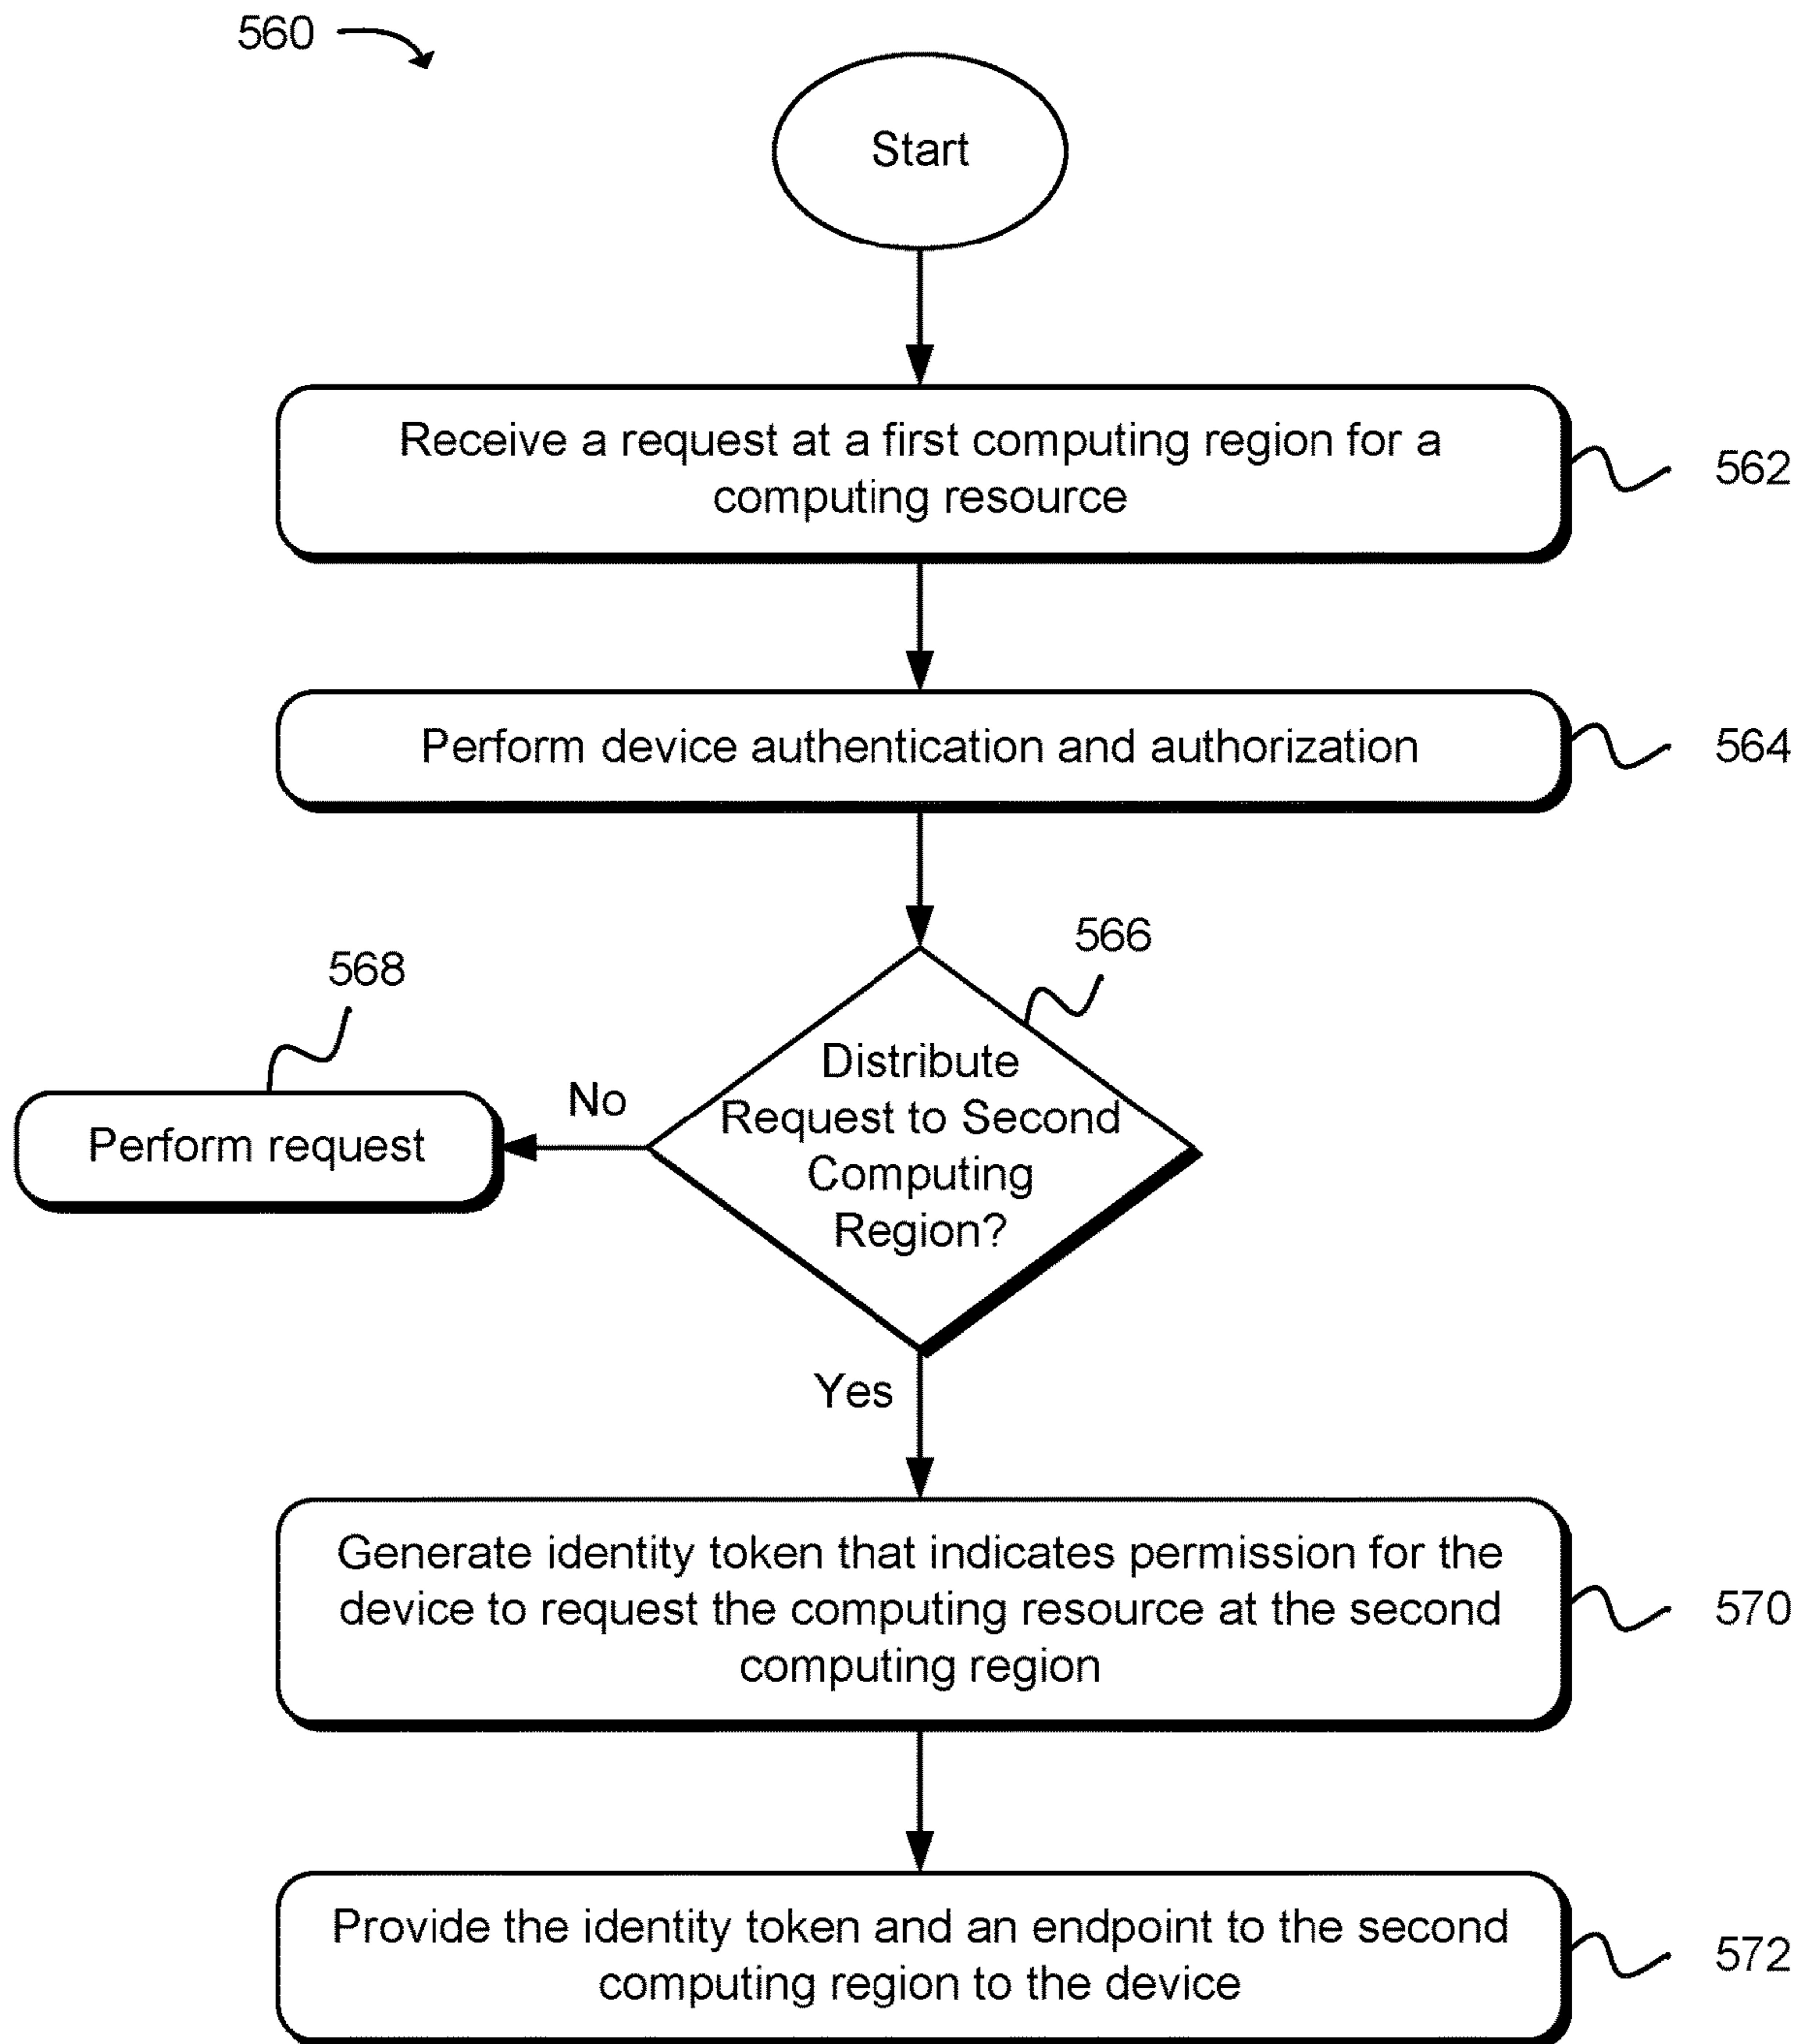 560
Start
Receive a request at a first computing region for a
computing resource
562
Perform device authentication and authorization
564
566
568
Distribute
Request to Second
Computing
Region?
No
Perform request
Yes
Generate identity token that indicates permission for the
device to request the computing resource at the second
computing region
570
Provide the identity token and an endpoint to the second
computing region to the device
572